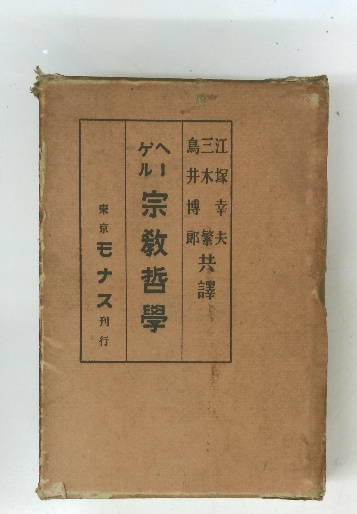 江塚幸夫
三木繁
鳥井博郎
共譯
ヘーゲル
宗教哲學
東京モナス刊行